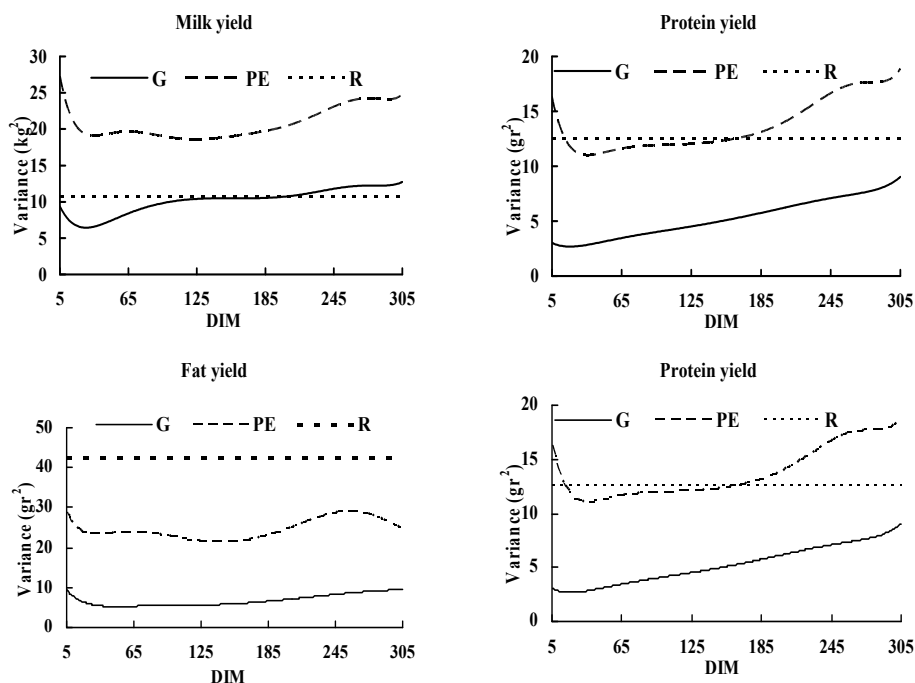 Milk yield
Variance (kg²)
30
25
20
15
10
5
0
G PE R
5 65 125 185 245 305
DIM
Protein yield
Variance (gr²)
20
15
10
5
0
G PE R
5 65 125 185 245 305
DIM
Fat yield
Variance (gr²)
50
40
30
20
10
0
G PE R
5 65 125 185 245 305
DIM
Protein yield
Variance (gr²)
20
15
10
5
0
G PE R
5 65 125 185 245 305
DIM